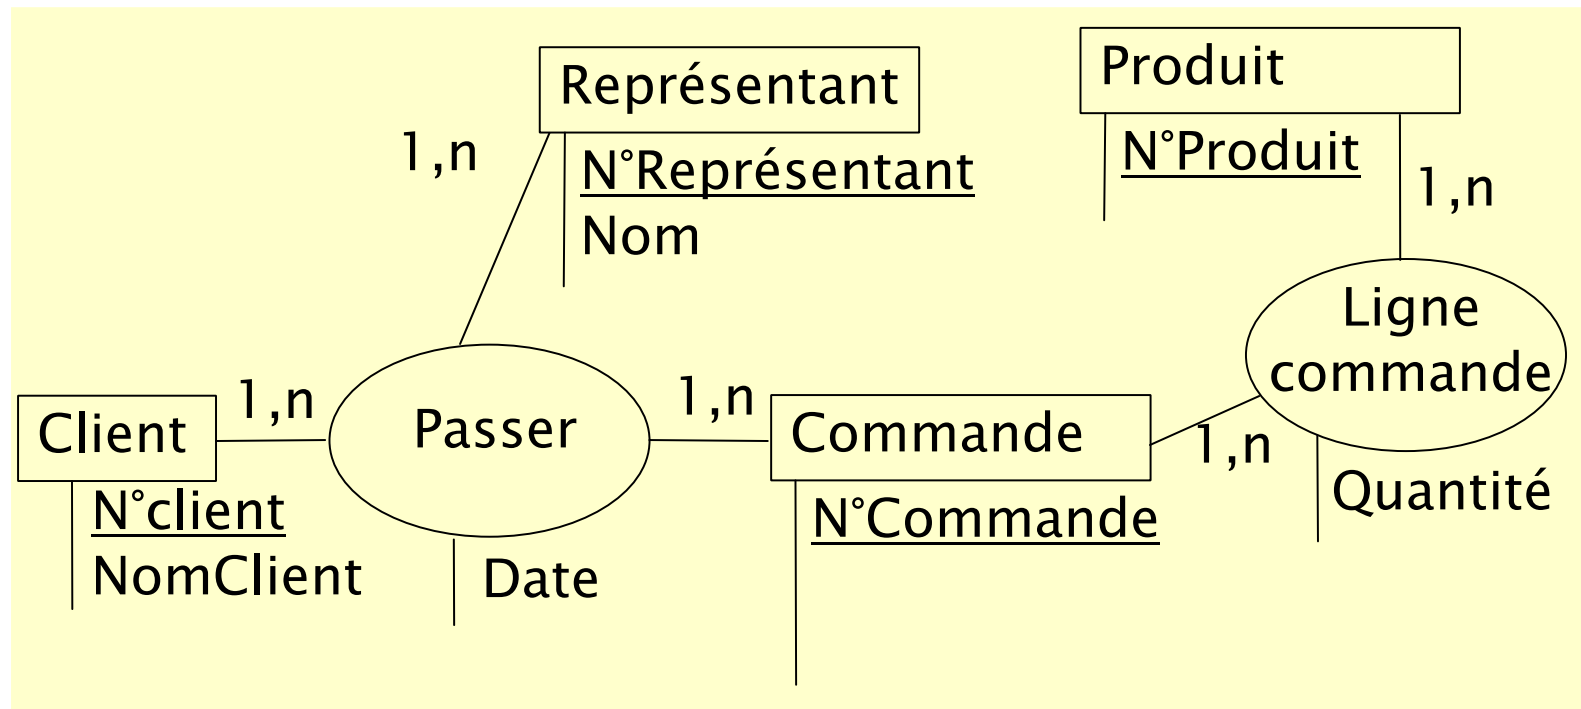 Représentant
N°Représentant
Nom
1,n
Produit
N°Produit
1,n
Ligne
commande
Quantité
Client
N°client
NomClient
1,n
Passer
Date
1,n
Commande
N°Commande
1,n